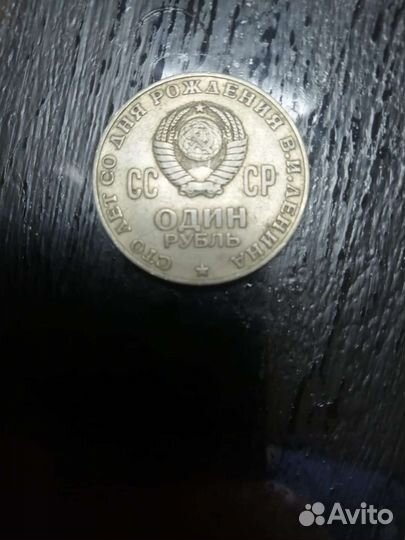 СТО ЛЕТ СО ДНЯ РОЖДЕНИЯ В.И.ЛЕНИНА
СС СР
ОДИН
РУБЛЬ
Avito